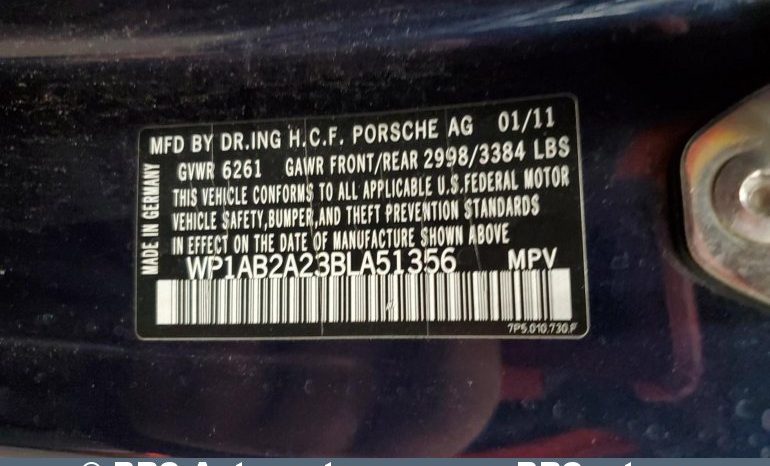 MFD BY DR.ING H.C.F. PORSCHE AG 01/11
GVWR 6261 GAWR FRONT/REAR 2998/3384 LBS
THIS VEHICLE CONFORMS TO ALL APPLICABLE U.S.FEDERAL MOTOR
VEHICLE SAFETY,BUMPER,AND THEFT PREVENTION STANDARDS
IN EFFECT ON THE DATE OF MANUFACTURE SHOWN ABOVE
WP1AB2A23BLA51356 MPV
7P5.010.730.F
MADE IN GERMANY